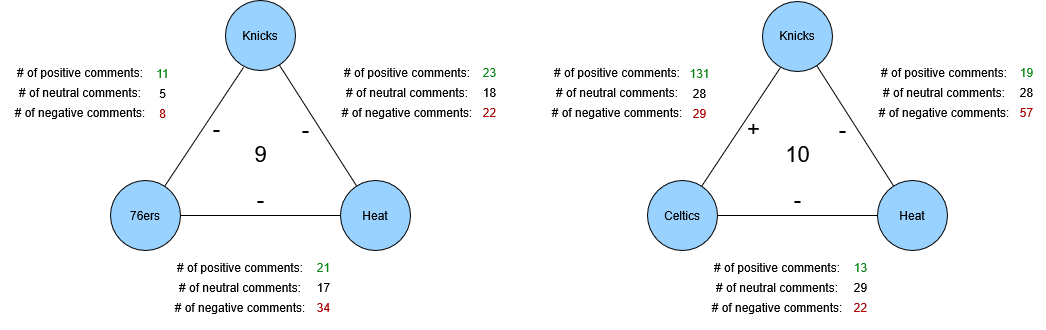 Knicks
# of positive comments: 11
# of neutral comments: 5
# of negative comments: 8
# of positive comments: 23
# of neutral comments: 18
# of negative comments: 22
-
-
9
-
76ers
Heat
# of positive comments: 21
# of neutral comments: 17
# of negative comments: 34
Knicks
# of positive comments: 131
# of neutral comments: 28
# of negative comments: 29
# of positive comments: 19
# of neutral comments: 28
# of negative comments: 57
+
-
10
-
Celtics
Heat
# of positive comments: 13
# of neutral comments: 29
# of negative comments: 22